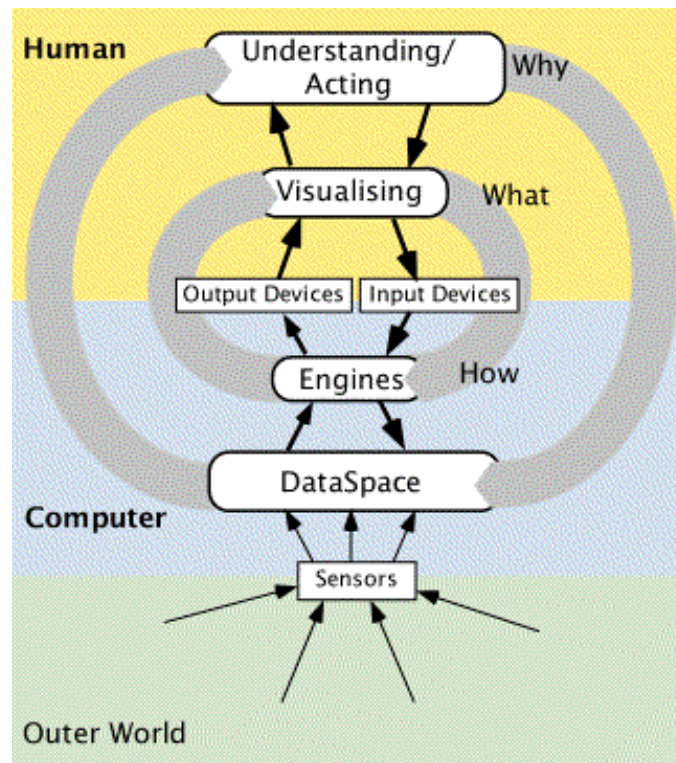 Human
Understanding/
Acting
Why
Visualising
What
Output Devices
Input Devices
Engines
How
DataSpace
Computer
Sensors
Outer World